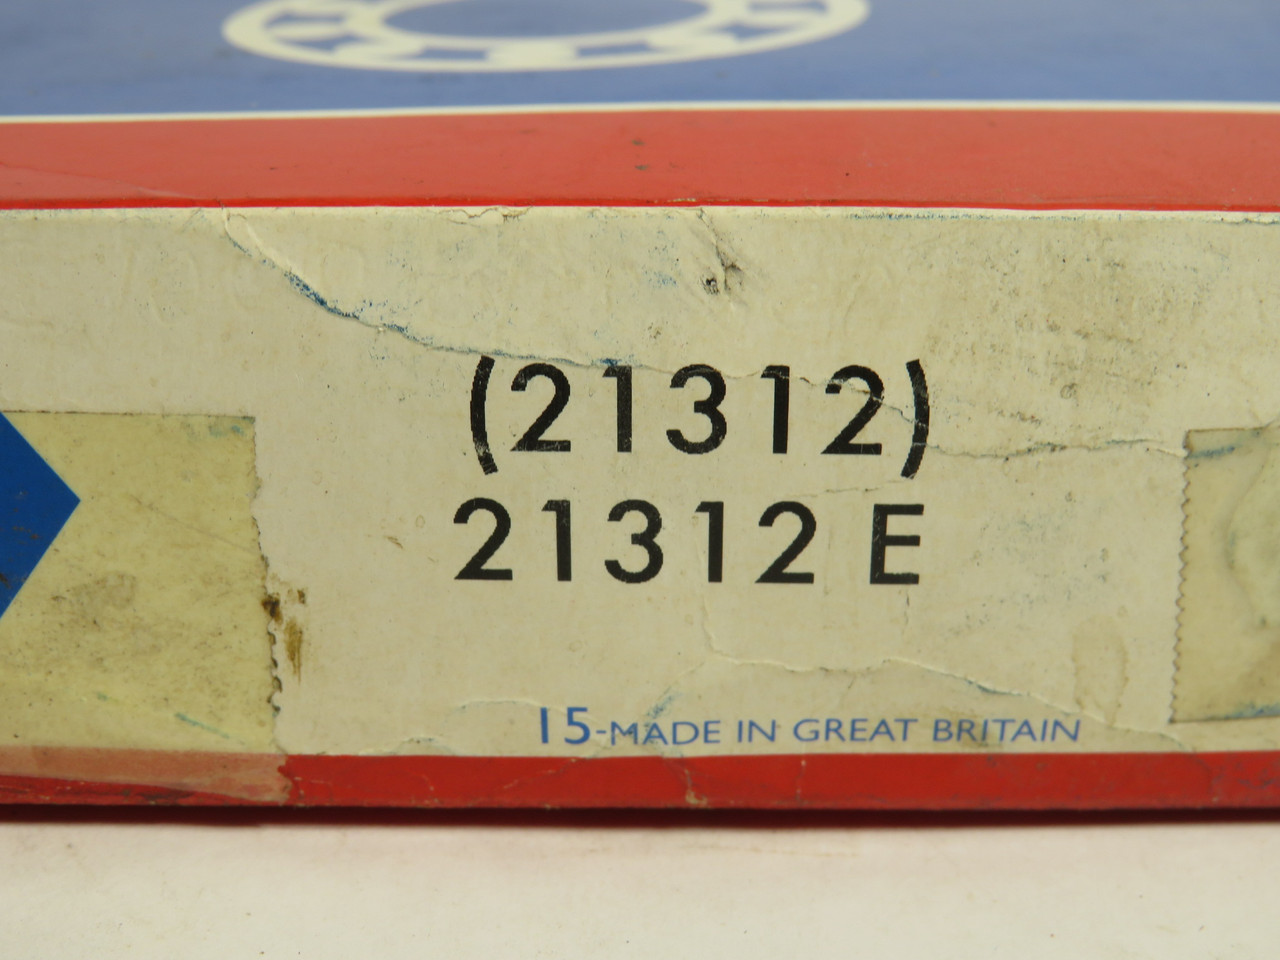 (21312)
21312 E
15-MADE IN GREAT BRITAIN